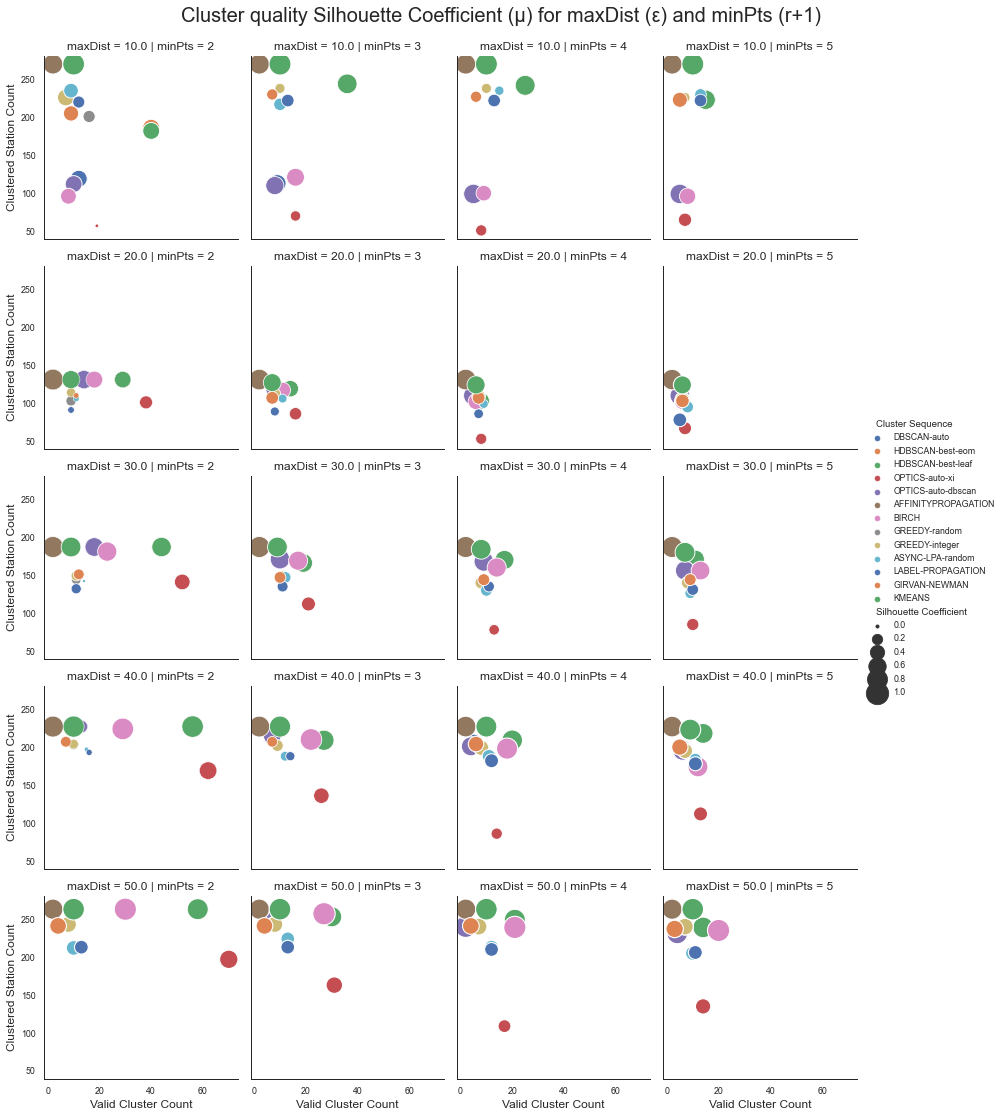 Cluster quality Silhouette Coefficient (μ) for maxDist (ε) and minPts (r+1)
maxDist = 10.0 | minPts = 2
maxDist = 10.0 | minPts = 3
maxDist = 10.0 | minPts = 4
maxDist = 10.0 | minPts = 5
Clustered Station Count
250
200
150
100
50
maxDist = 20.0 | minPts = 2
maxDist = 20.0 | minPts = 3
maxDist = 20.0 | minPts = 4
maxDist = 20.0 | minPts = 5
Clustered Station Count
250
200
150
100
50
maxDist = 30.0 | minPts = 2
maxDist = 30.0 | minPts = 3
maxDist = 30.0 | minPts = 4
maxDist = 30.0 | minPts = 5
Clustered Station Count
250
200
150
100
50
maxDist = 40.0 | minPts = 2
maxDist = 40.0 | minPts = 3
maxDist = 40.0 | minPts = 4
maxDist = 40.0 | minPts = 5
Clustered Station Count
250
200
150
100
50
maxDist = 50.0 | minPts = 2
maxDist = 50.0 | minPts = 3
maxDist = 50.0 | minPts = 4
maxDist = 50.0 | minPts = 5
Clustered Station Count
250
200
150
100
50
0 20 40 60
0 20 40 60
0 20 40 60
0 20 40 60
Valid Cluster Count
Valid Cluster Count
Valid Cluster Count
Valid Cluster Count
Cluster Sequence
DBSCAN-auto
HDBSCAN-best-eom
HDBSCAN-best-leaf
OPTICS-auto-xi
OPTICS-auto-dbscan
AFFINITYPROPAGATION
BIRCH
GREEDY-random
GREEDY-integer
ASYNC-LPA-random
LABEL-PROPAGATION
GIRVAN-NEWMAN
KMEANS
Silhouette Coefficient
0.0
0.2
0.4
0.6
0.8
1.0